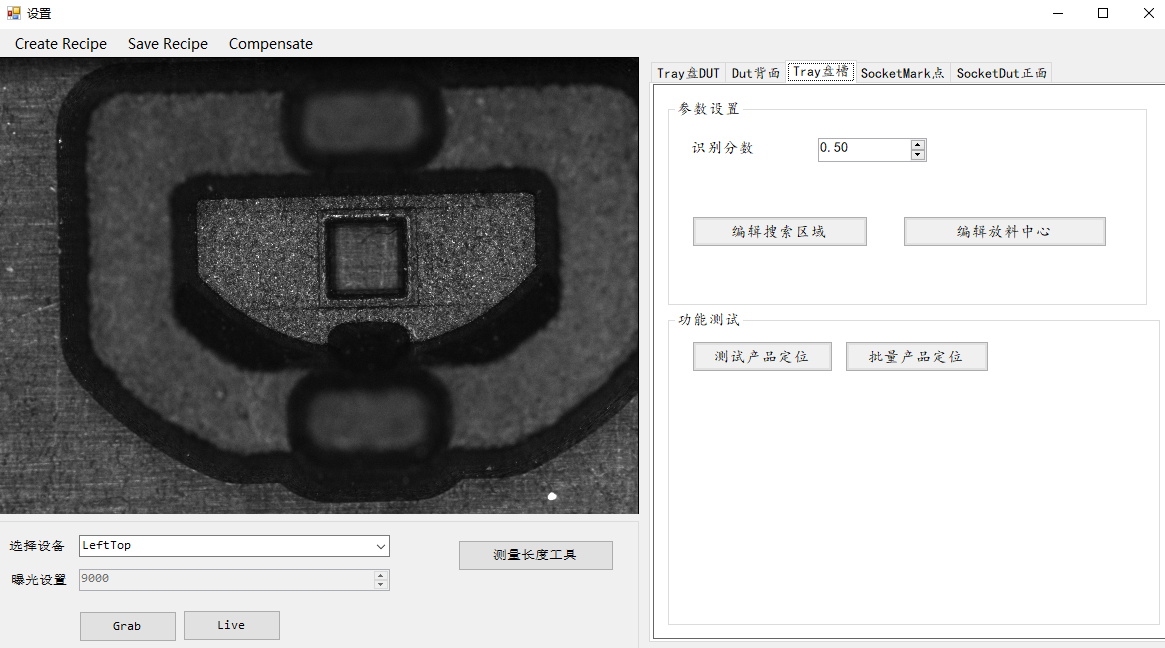 设置
Create Recipe Save Recipe Compensate
Tray盘DUT Dut背面 Tray盘槽 SocketMark点 SocketDut正面
参数设置
识别分数 0.50
编辑搜索区域 编辑放料中心
功能测试
测试产品定位 批量产品定位
选择设备 LeftTop
测量长度工具
曝光设置 9000
Grab Live